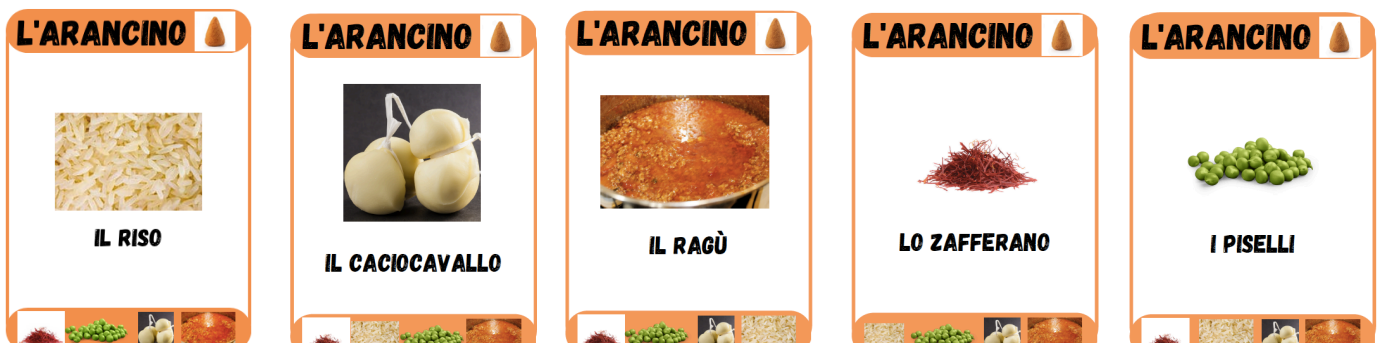 L'ARANCINO
IL RISO
L'ARANCINO
IL CACIOCAVALLO
L'ARANCINO
IL RAGÙ
L'ARANCINO
LO ZAFFERANO
L'ARANCINO
I PISELLI